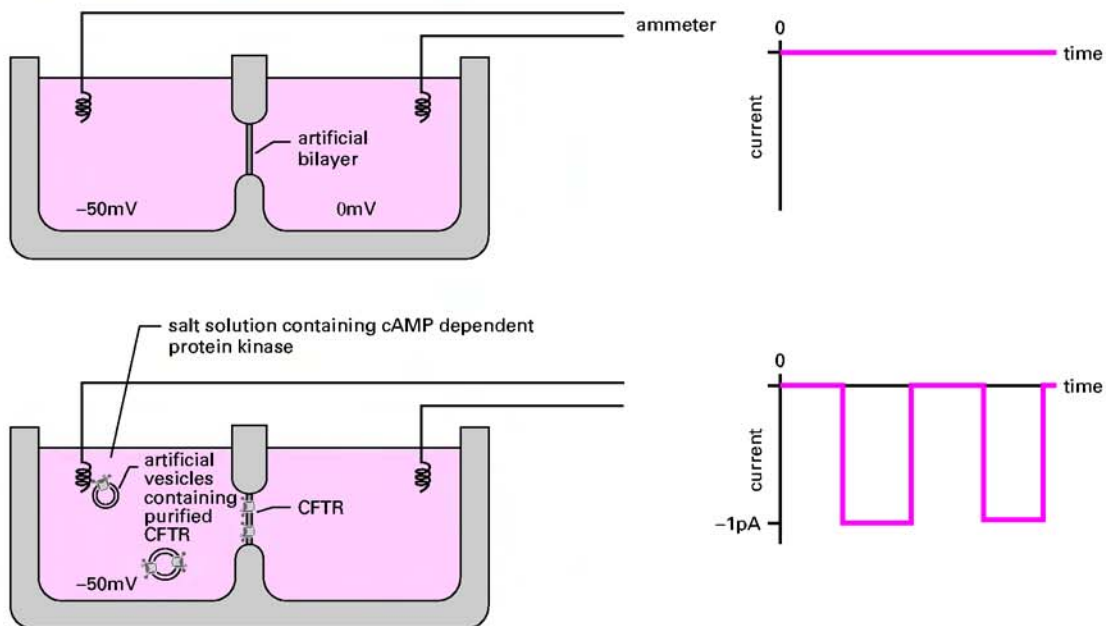 ammeter
artificial
bilayer
−50mV
0mV
0
time
current
salt solution containing cAMP dependent
protein kinase
artificial
vesicles
containing
purified
CFTR
CFTR
−50mV
0
time
current
−1pA